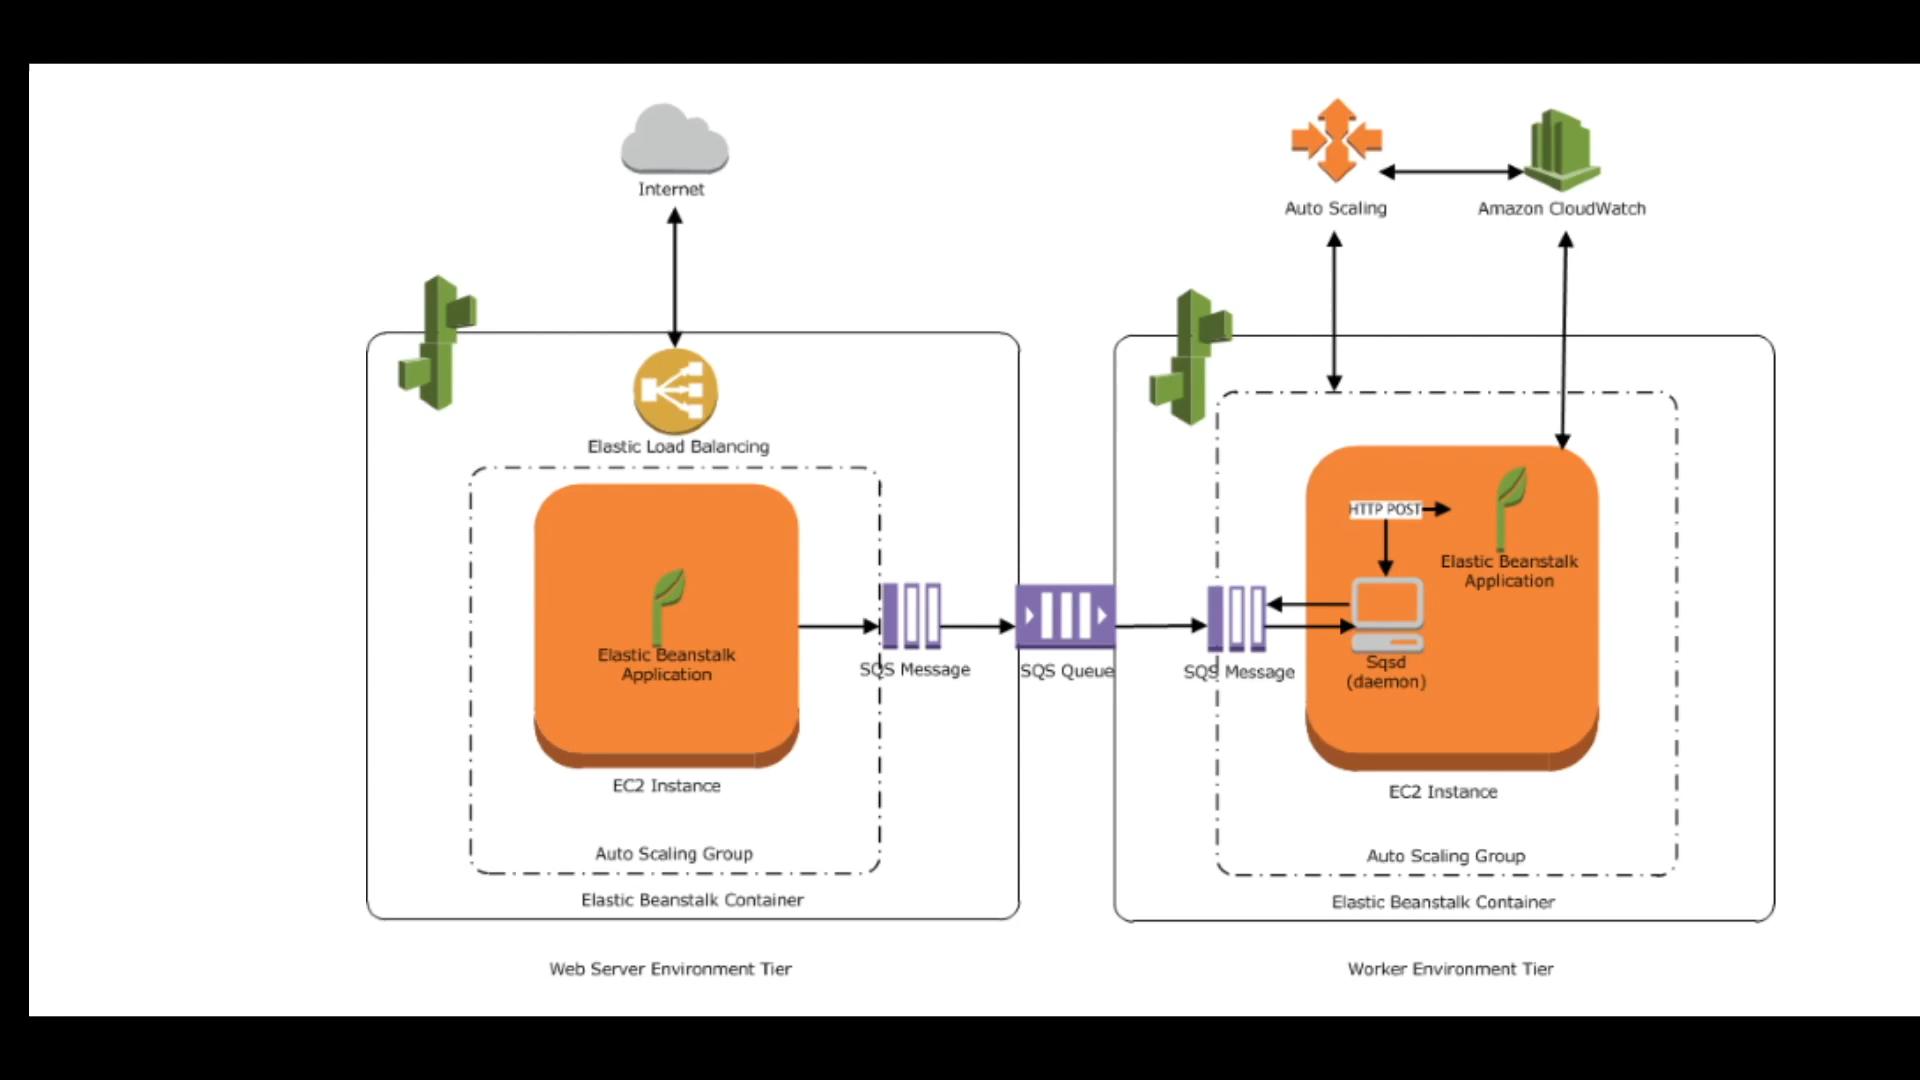 Internet
Auto Scaling
Amazon CloudWatch
Elastic Load Balancing
Elastic Beanstalk
Application
SQS Message
EC2 Instance
Auto Scaling Group
Elastic Beanstalk Container
Web Server Environment Tier
SQS Queue
HTTP POST
Elastic Beanstalk
Application
SQS Message
Sqsd
(daemon)
EC2 Instance
Auto Scaling Group
Elastic Beanstalk Container
Worker Environment Tier